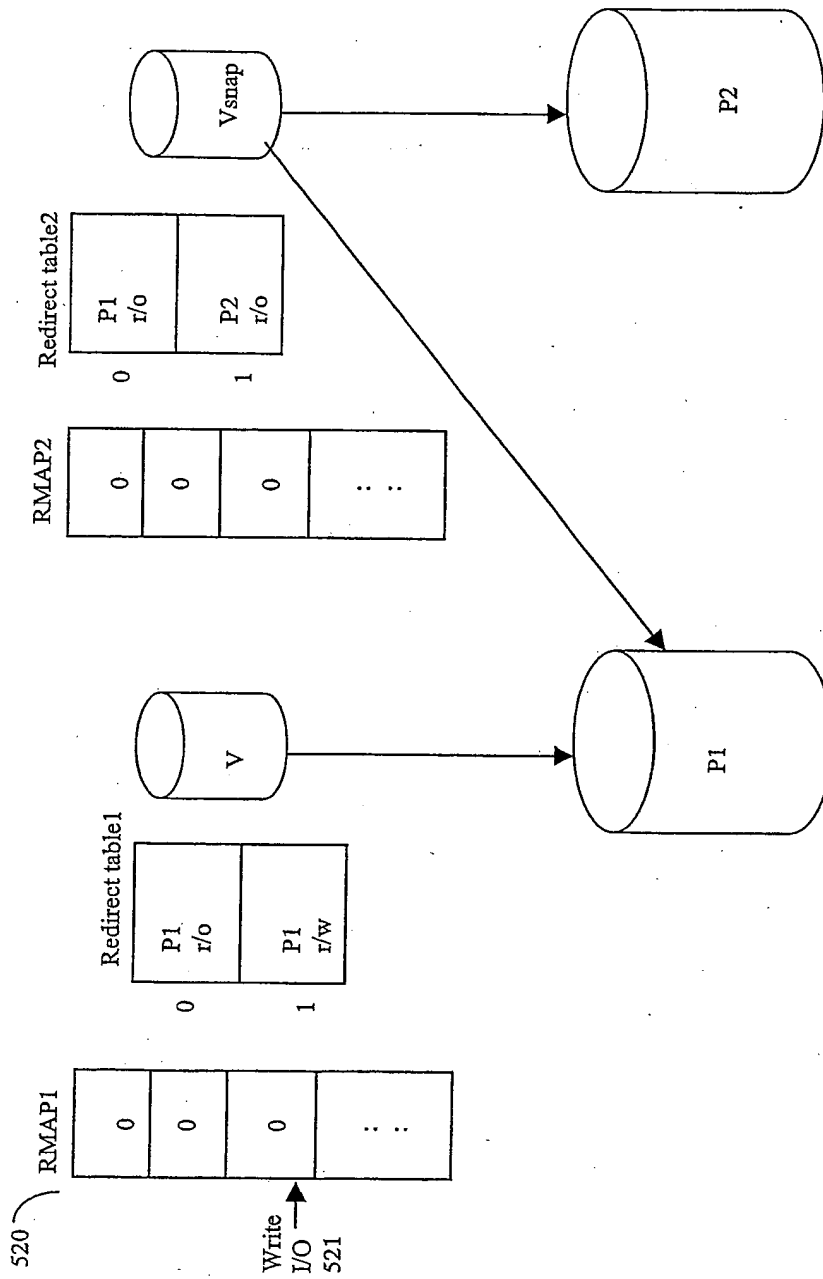 520
RMAP1
0
0
0
: :
: :
Write
I/O
521
Redirect table1
0
P1
r/o
1
P1
r/w
V
P1
RMAP2
0
0
0
: :
: :
Redirect table2
0
P1
r/o
1
P2
r/o
Vsnap
P2